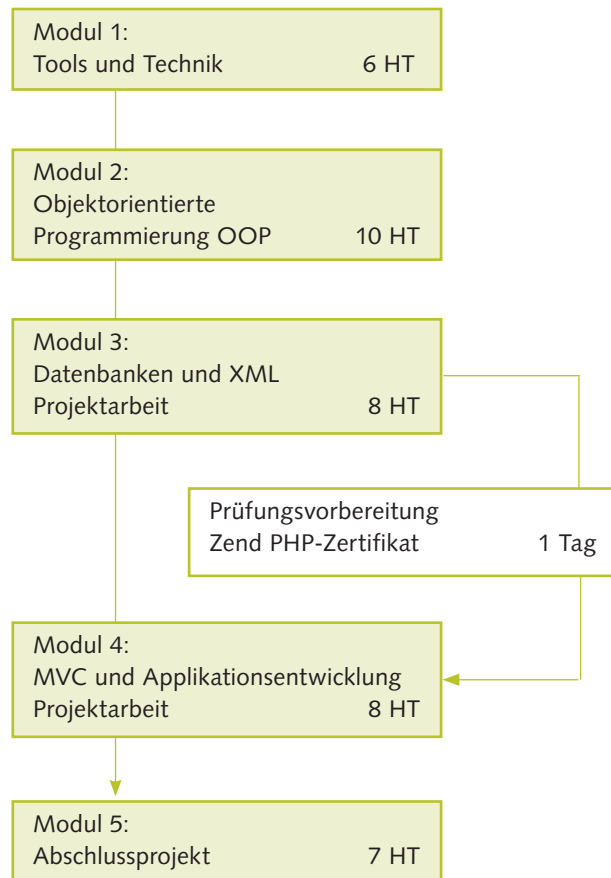 Modul 1:
Tools und Technik 6 HT
Modul 2:
Objektorientierte
Programmierung OOP 10 HT
Modul 3:
Datenbanken und XML
Projektarbeit 8 HT
Prüfungsvorbereitung
Zend PHP-Zertifikat 1 Tag
Modul 4:
MVC und Applikationsentwicklung
Projektarbeit 8 HT
Modul 5:
Abschlussprojekt 7 HT